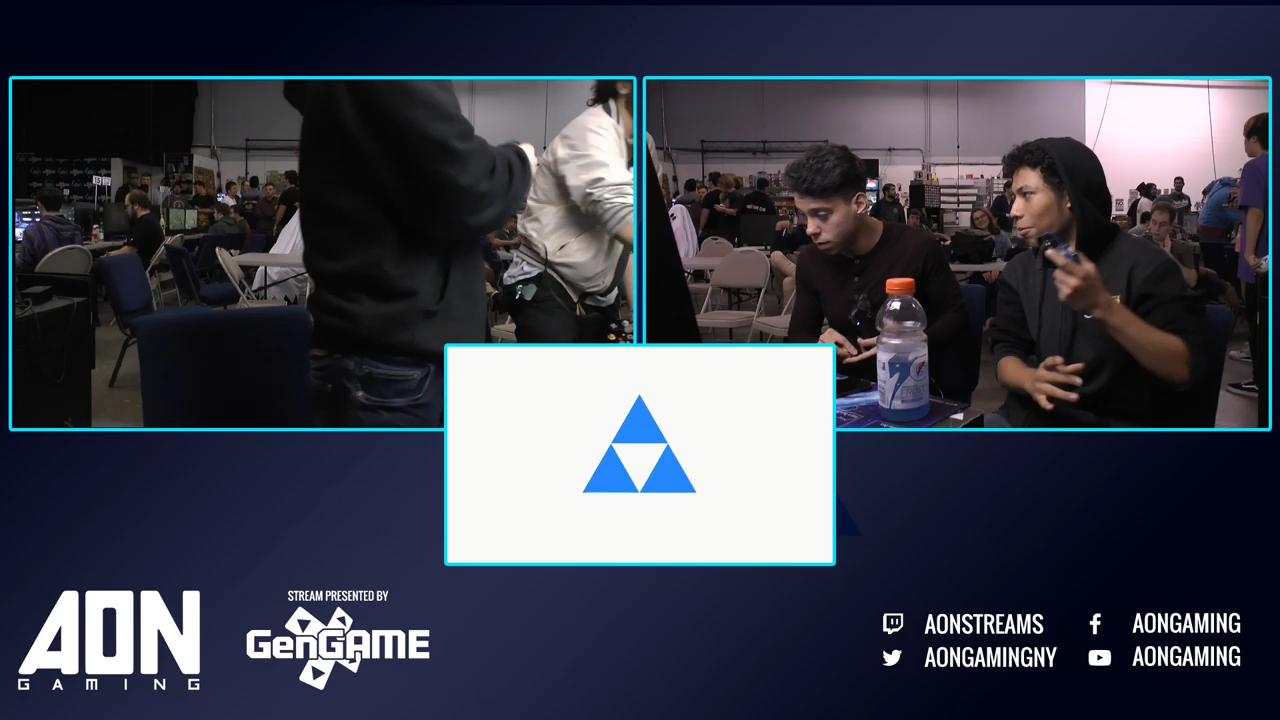 AON
GAMING
STREAM PRESENTED BY
GenGAME
AONSTREAMS
AONGAMING
AONGAMINGNY
AONGAMING